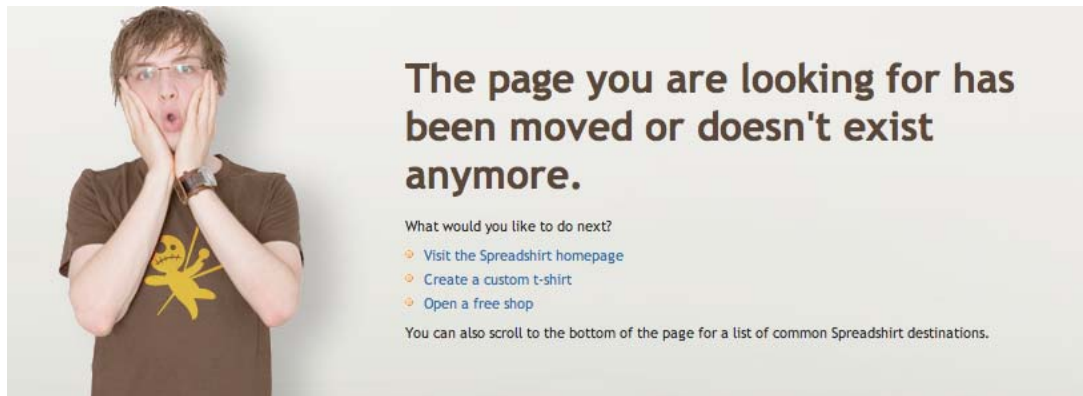 The page you are looking for has
been moved or doesn't exist
anymore.
What would you like to do next?
Visit the Spreadshirt homepage
Create a custom t-shirt
Open a free shop
You can also scroll to the bottom of the page for a list of common Spreadshirt destinations.